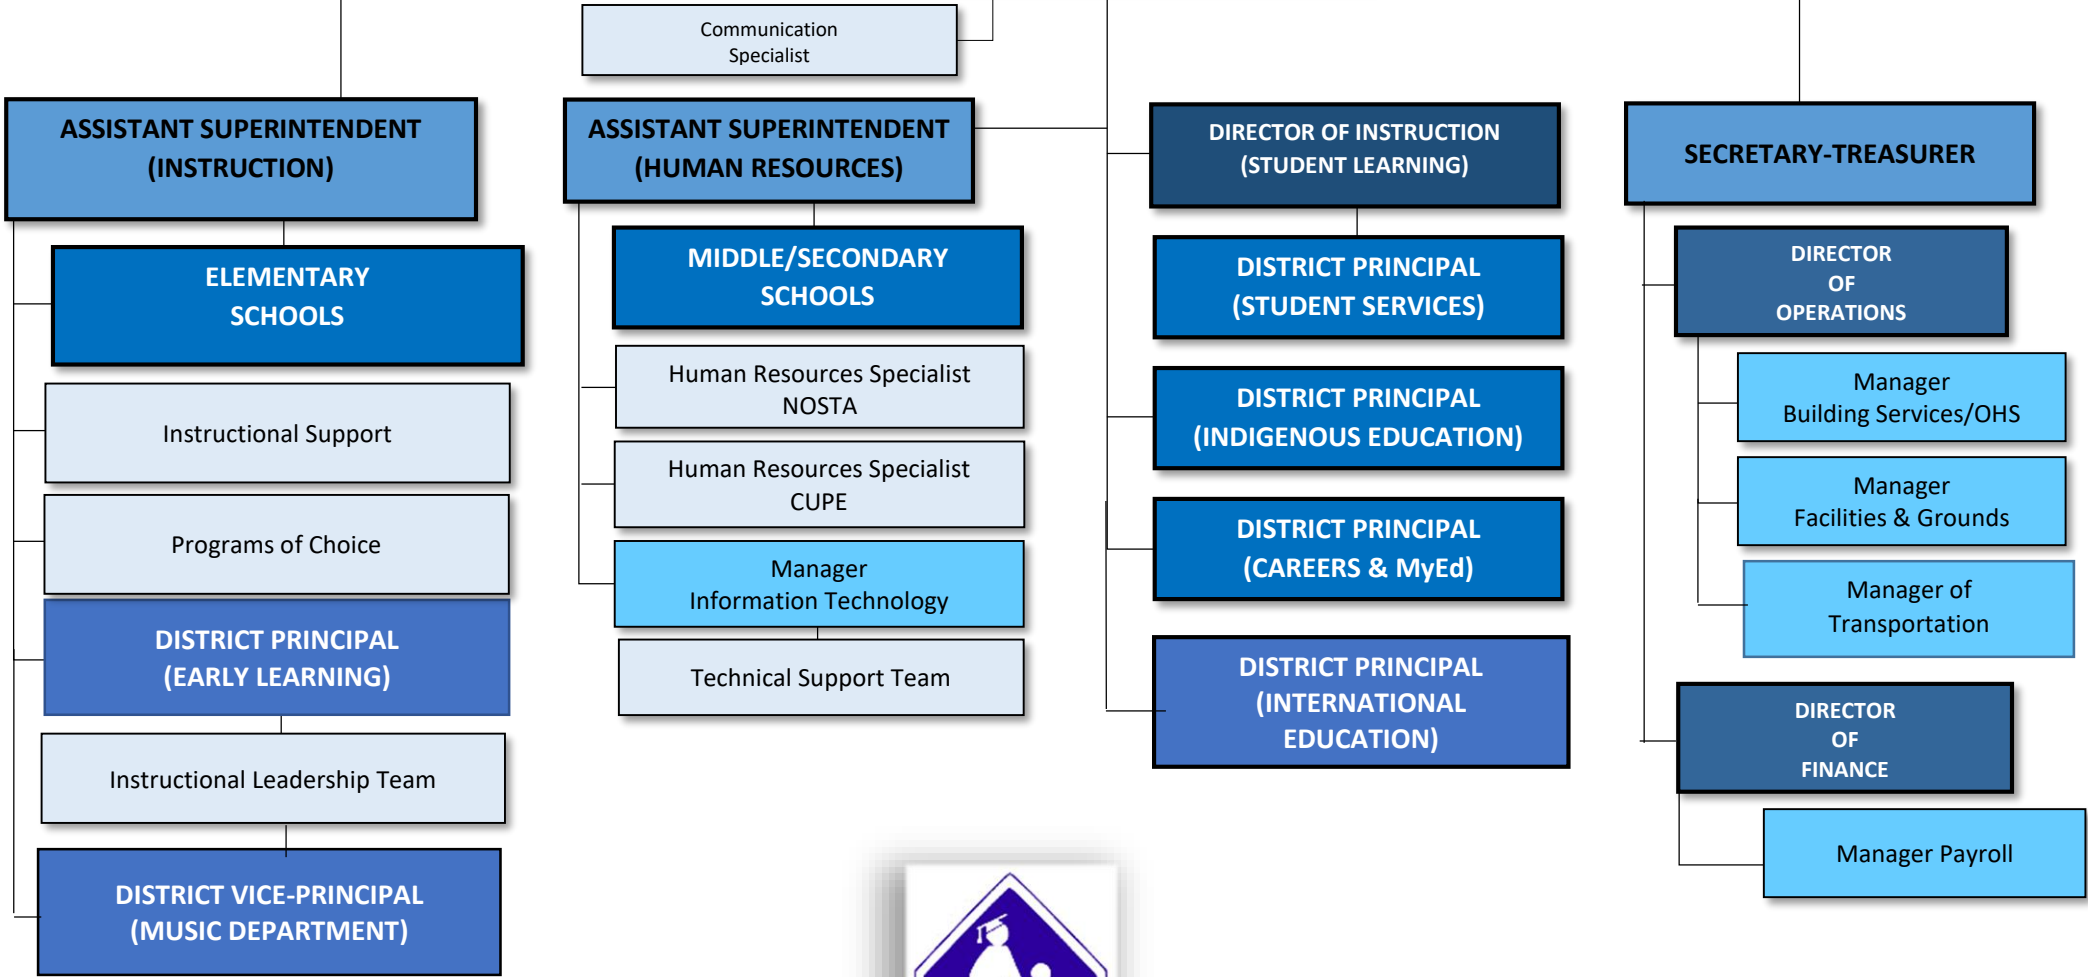 Communication
Specialist
ASSISTANT SUPERINTENDENT
(INSTRUCTION)
ELEMENTARY
SCHOOLS
Instructional Support
Programs of Choice
DISTRICT PRINCIPAL
(EARLY LEARNING)
Instructional Leadership Team
DISTRICT VICE-PRINCIPAL
(MUSIC DEPARTMENT)
ASSISTANT SUPERINTENDENT
(HUMAN RESOURCES)
MIDDLE/SECONDARY
SCHOOLS
Human Resources Specialist
NOSTA
Human Resources Specialist
CUPE
Manager
Information Technology
Technical Support Team
DIRECTOR OF INSTRUCTION
(STUDENT LEARNING)
DISTRICT PRINCIPAL
(STUDENT SERVICES)
DISTRICT PRINCIPAL
(INDIGENOUS EDUCATION)
DISTRICT PRINCIPAL
(CAREERS & MyEd)
DISTRICT PRINCIPAL
(INTERNATIONAL
EDUCATION)
SECRETARY-TREASURER
DIRECTOR
OF
OPERATIONS
Manager
Building Services/OHS
Manager
Facilities & Grounds
Manager of
Transportation
DIRECTOR
OF
FINANCE
Manager Payroll